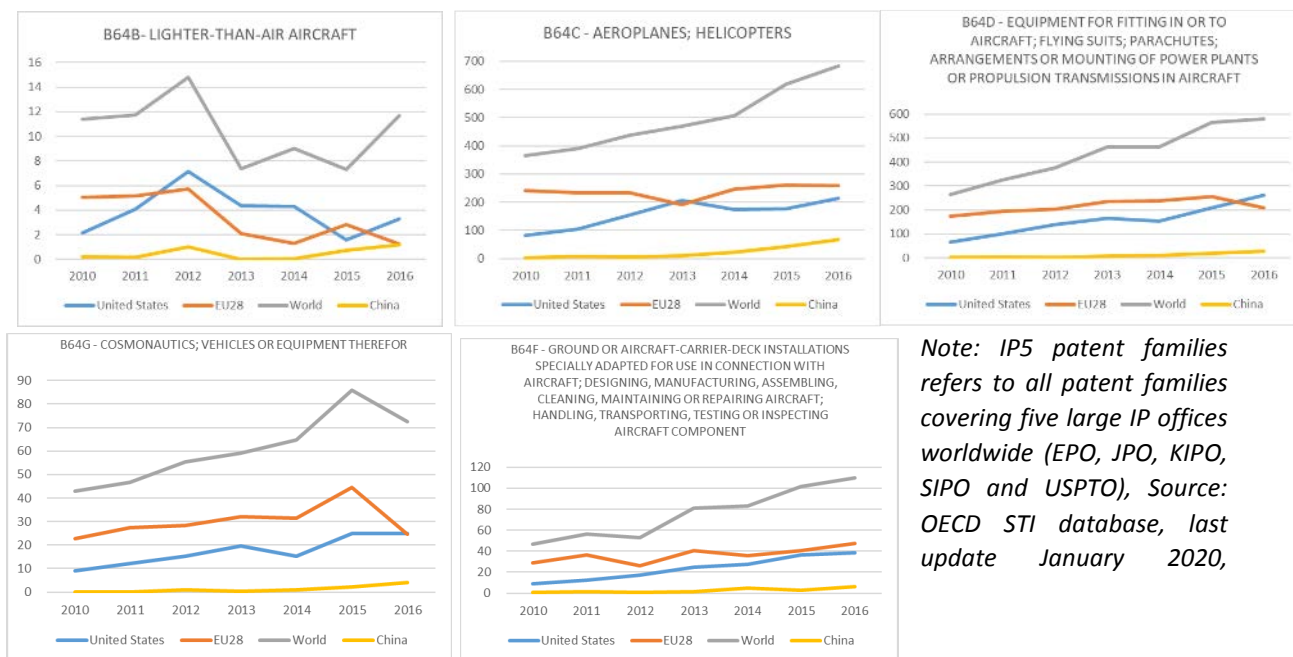 B64B- LIGHTER-THAN-AIR AIRCRAFT
16
14
12
10
8
6
4
2
0
2010 2011 2012 2013 2014 2015 2016
United States EU28 World China
B64C - AEROPLANES; HELICOPTERS
700
600
500
400
300
200
100
0
2010 2011 2012 2013 2014 2015 2016
United States EU28 World China
B64D - EQUIPMENT FOR FITTING IN OR TO
AIRCRAFT; FLYING SUITS; PARACHUTES;
ARRANGEMENTS OR MOUNTING OF POWER PLANTS
OR PROPULSION TRANSMISSIONS IN AIRCRAFT
600
500
400
300
200
100
0
2010 2011 2012 2013 2014 2015 2016
United States EU28 World China
B64G - COSMONAUTICS; VEHICLES OR EQUIPMENT THEREFOR
90
80
70
60
50
40
30
20
10
0
2010 2011 2012 2013 2014 2015 2016
United States EU28 World China
B64F - GROUND OR AIRCRAFT-CARRIER-DECK INSTALLATIONS
SPECIALLY ADAPTED FOR USE IN CONNECTION WITH
AIRCRAFT; DESIGNING, MANUFACTURING, ASSEMBLING,
CLEANING, MAINTAINING OR REPAIRING AIRCRAFT;
HANDLING, TRANSPORTING, TESTING OR INSPECTING
AIRCRAFT COMPONENT
120
100
80
60
40
20
0
2010 2011 2012 2013 2014 2015 2016
United States EU28 World China
Note: IP5 patent families
refers to all patent families
covering five large IP offices
worldwide (EPO, JPO, KIPO,
SIPO and USPTO), Source:
OECD STI database, last
update January 2020,